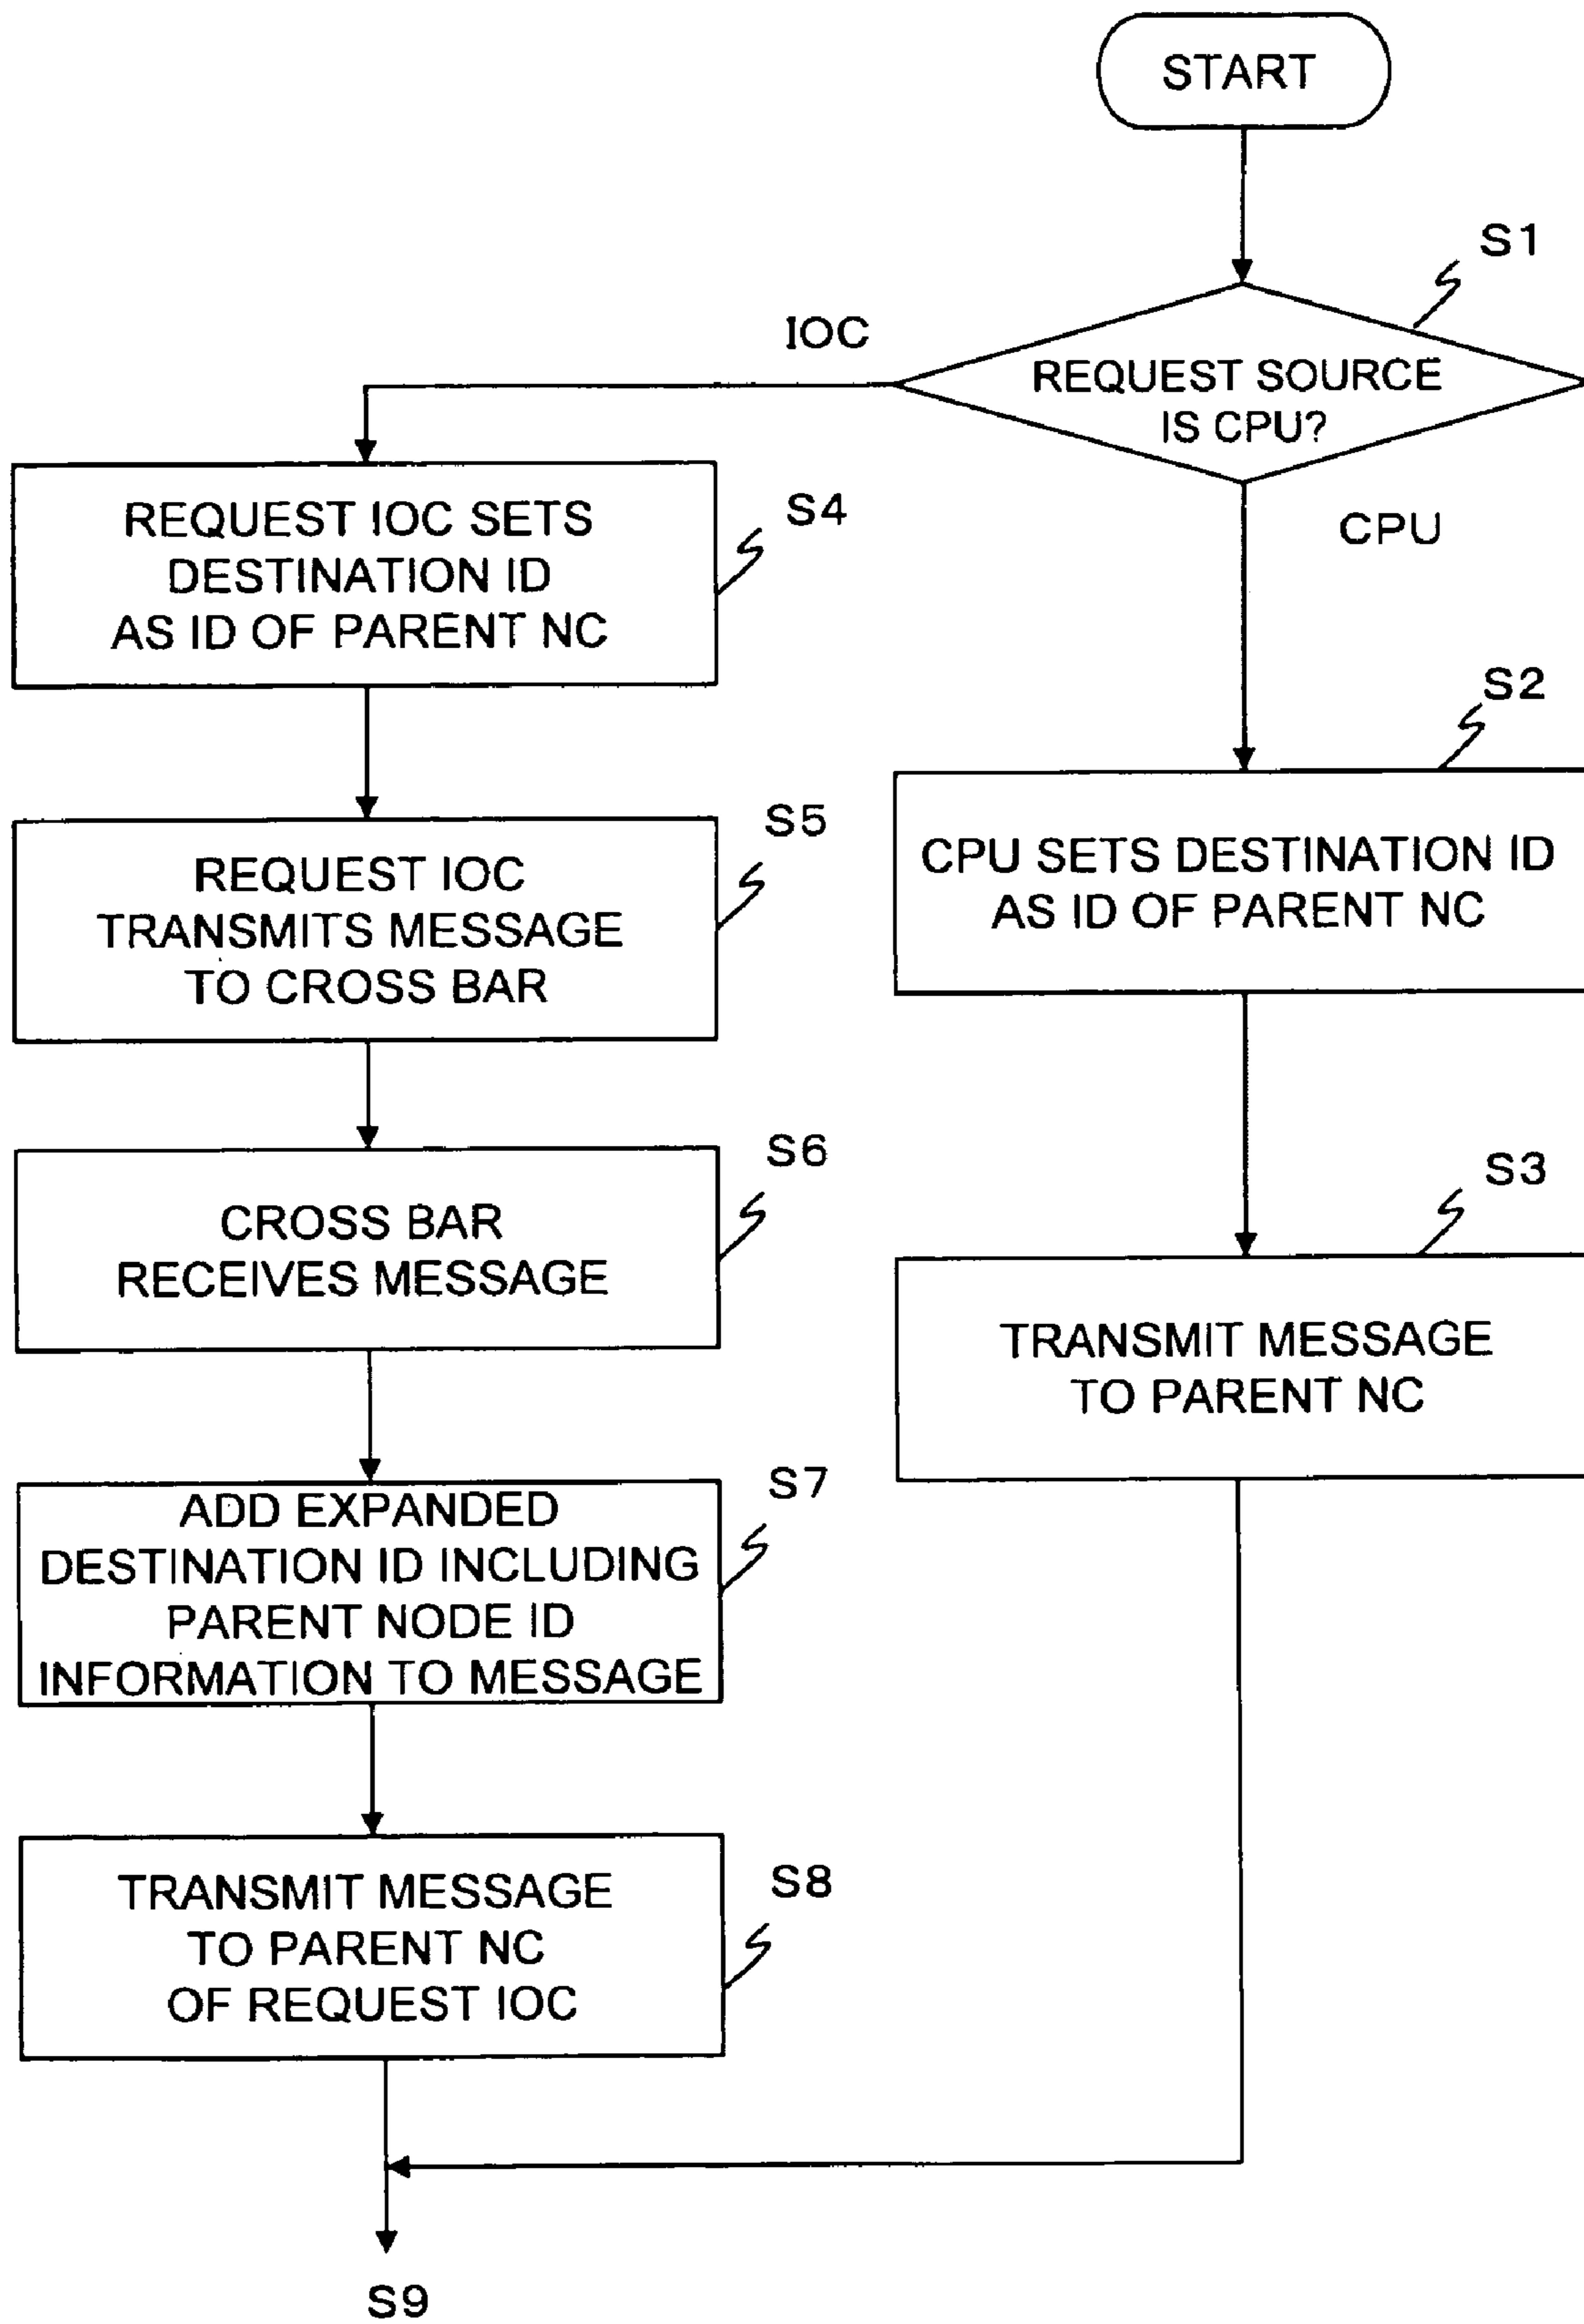 START
S1
REQUEST SOURCE
IS CPU?
IOC
CPU
S4
REQUEST IOC SETS
DESTINATION ID
AS ID OF PARENT NC
S2
CPU SETS DESTINATION ID
AS ID OF PARENT NC
S5
REQUEST IOC
TRANSMITS MESSAGE
TO CROSS BAR
S6
CROSS BAR
RECEIVES MESSAGE
S3
TRANSMIT MESSAGE
TO PARENT NC
S7
ADD EXPANDED
DESTINATION ID INCLUDING
PARENT NODE ID
INFORMATION TO MESSAGE
S8
TRANSMIT MESSAGE
TO PARENT NC
OF REQUEST IOC
S9